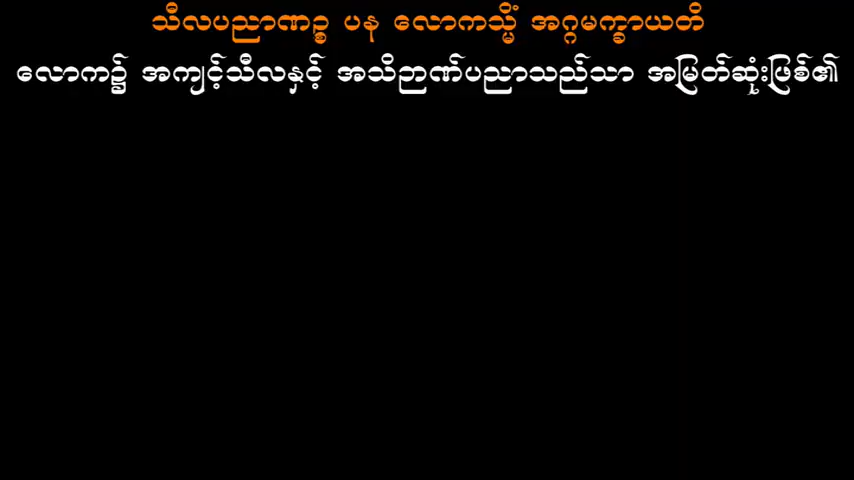 သီလပညာဏဉ္စ ပန လောကသ္မိံ အဂ္ဂမက္ခာယတိ
လောက၌ အကျင့်သီလနှင့် အသိဉာဏ်ပညာသည်သာ အမြတ်ဆုံးဖြစ်၏